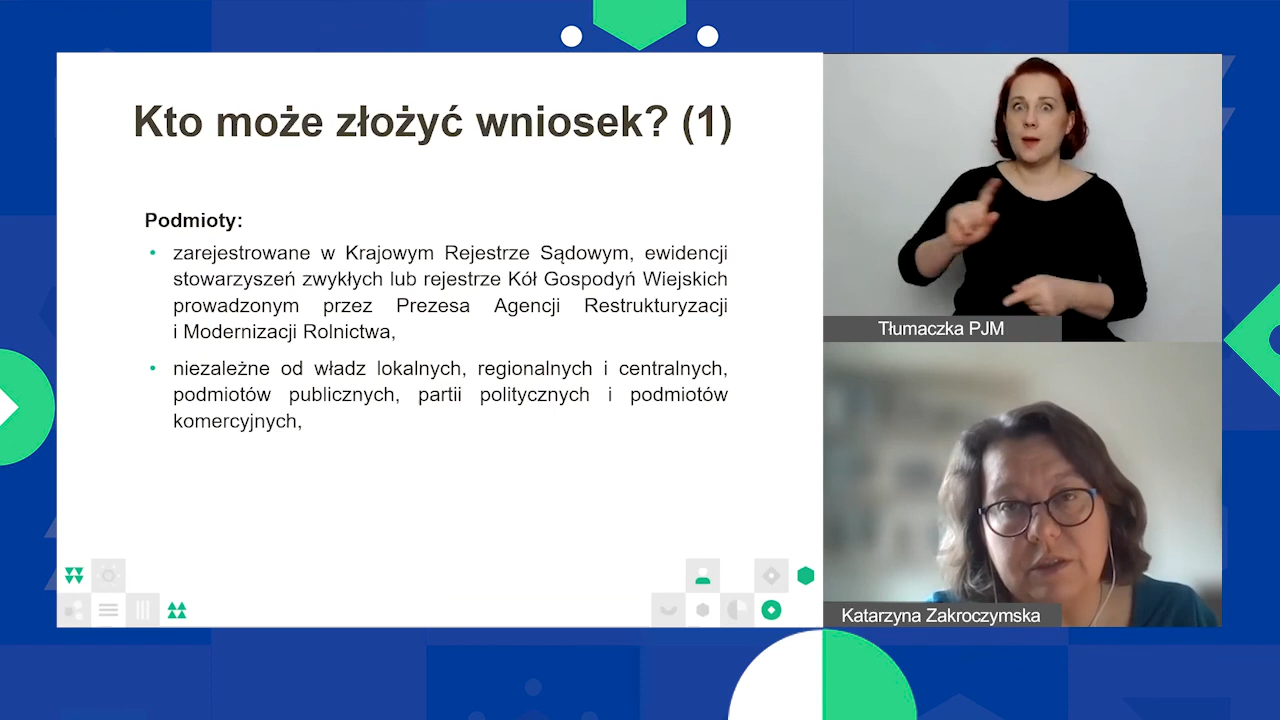 Kto może złożyć wniosek? (1)
Podmioty:
• zarejestrowane w Krajowym Rejestrze Sądowym, ewidencji
stowarzyszeń zwykłych lub rejestrze Kół Gospodyń Wiejskich
prowadzonym przez Prezesa Agencji Restrukturyzacji
i Modernizacji Rolnictwa,
• niezależne od władz lokalnych, regionalnych i centralnych,
podmiotów publicznych, partii politycznych i podmiotów
komercyjnych,
Tłumaczka PJM
Katarzyna Zakroczymska